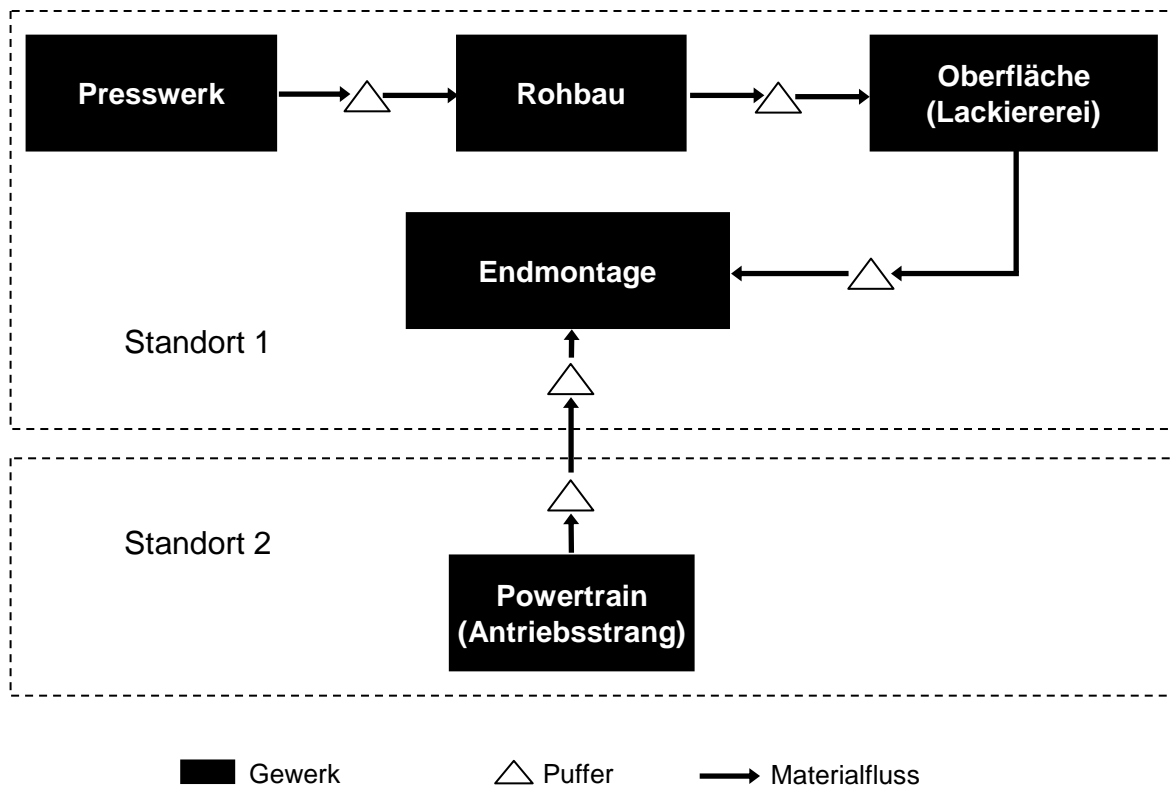 Presswerk
Rohbau
Oberfläche
(Lackiererei)
Endmontage
Standort 1
Standort 2
Powertrain
(Antriebsstrang)
Gewerk
Puffer
Materialfluss